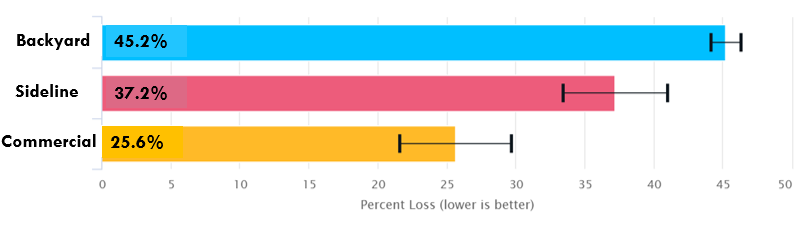 Backyard 45.2%
Sideline 37.2%
Commercial 25.6%
0 5 10 15 20 25 30 35 40 45 50
Percent Loss (lower is better)